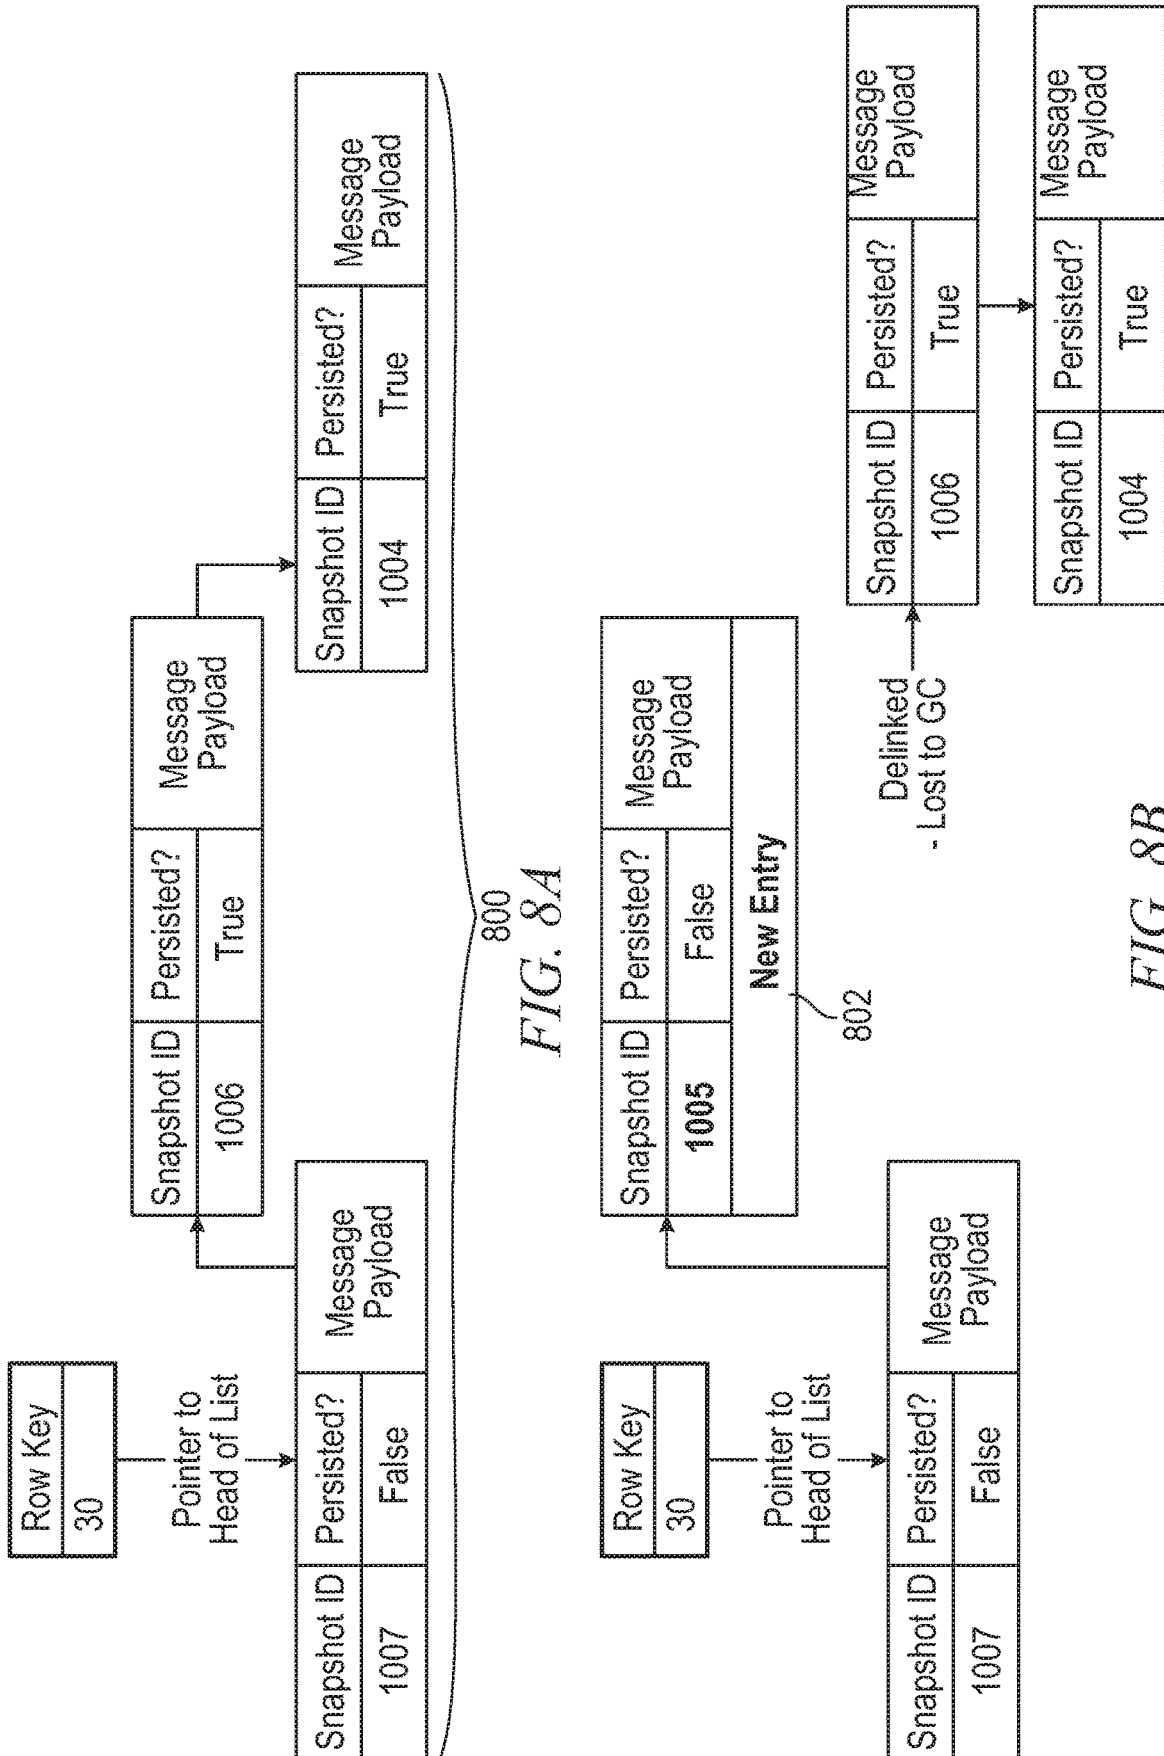 Row Key
30
Pointer to
Head of List
Snapshot ID Persisted? Message
Payload
1007 False
Snapshot ID Persisted? Message
Payload
1006 True
Snapshot ID Persisted? Message
Payload
1004 True
800
FIG. 8A
Row Key
30
Pointer to
Head of List
Snapshot ID Persisted? Message
Payload
1007 False
Snapshot ID Persisted? Message
Payload
1005 False
New Entry
802
Delinked
- Lost to GC
Snapshot ID Persisted? Message
Payload
1006 True
Snapshot ID Persisted? Message
Payload
1004 True
FIG. 8B